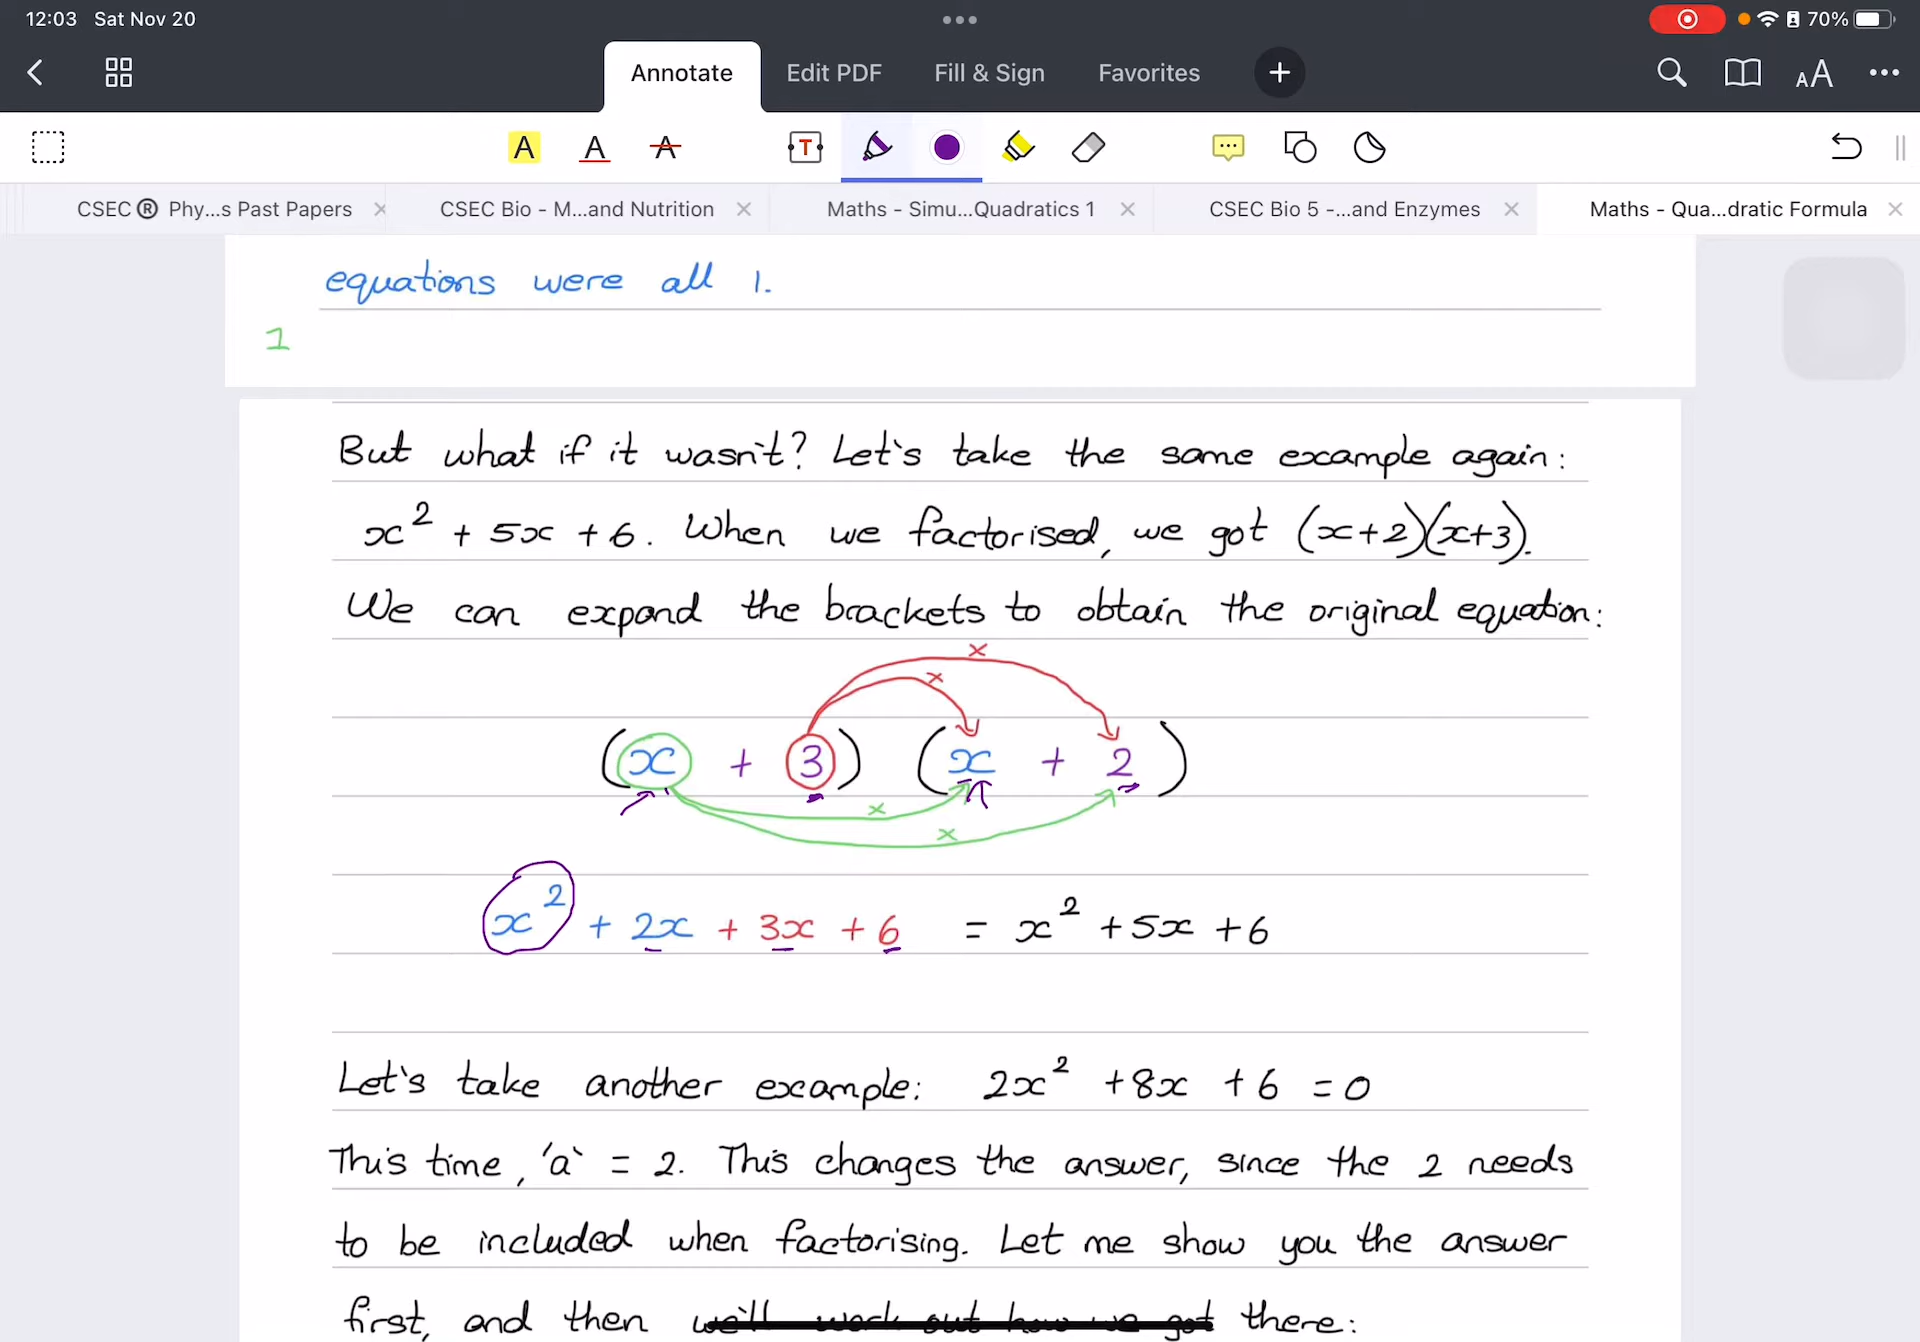 12:03 Sat Nov 20
70%
Annotate Edit PDF Fill & Sign Favorites
AA
A A A T
CSEC® Phy...s Past Papers CSEC Bio - M...and Nutrition Maths - Simu...Quadratics 1 CSEC Bio 5 -...and Enzymes Maths - Qua...dratic Formula
equations were all 1.
1
But what if it wasn't? Let's take the same example again:
x² + 5x + 6. When we factorised, we got (x+2)(x+3).
We can expand the brackets to obtain the original equation:
x
x
(x + 3) (x + 2)
x
x
x² + 2x + 3x + 6 = x² + 5x + 6
Let's take another example: 2x² + 8x + 6 = 0
This time, 'a' = 2. This changes the answer, since the 2 needs
to be included when factorising. Let me show you the answer
first, and then we'll work out how we got there: